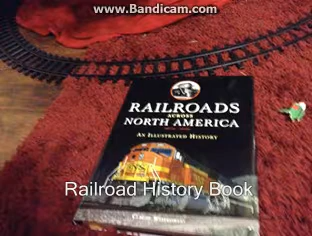 www.Bandicam.com
RAILROADS
ACROSS
NORTH AMERICA
AN ILLUSTRATED HISTORY
Railroad History Book